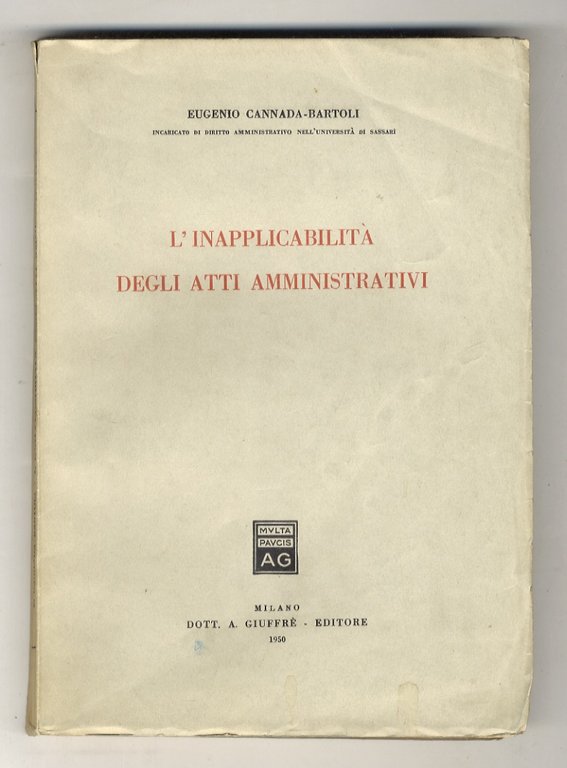 EUGENIO CANNADA-BARTOLI
INCARICATO DI DIRITTO AMMINISTRATIVO NELL'UNIVERSITÀ DI SASSARI
L'INAPPLICABILITÀ
DEGLI ATTI AMMINISTRATIVI
MVLTA
PAVCIS
AG
MILANO
DOTT. A. GIUFFRÈ - EDITORE
1950